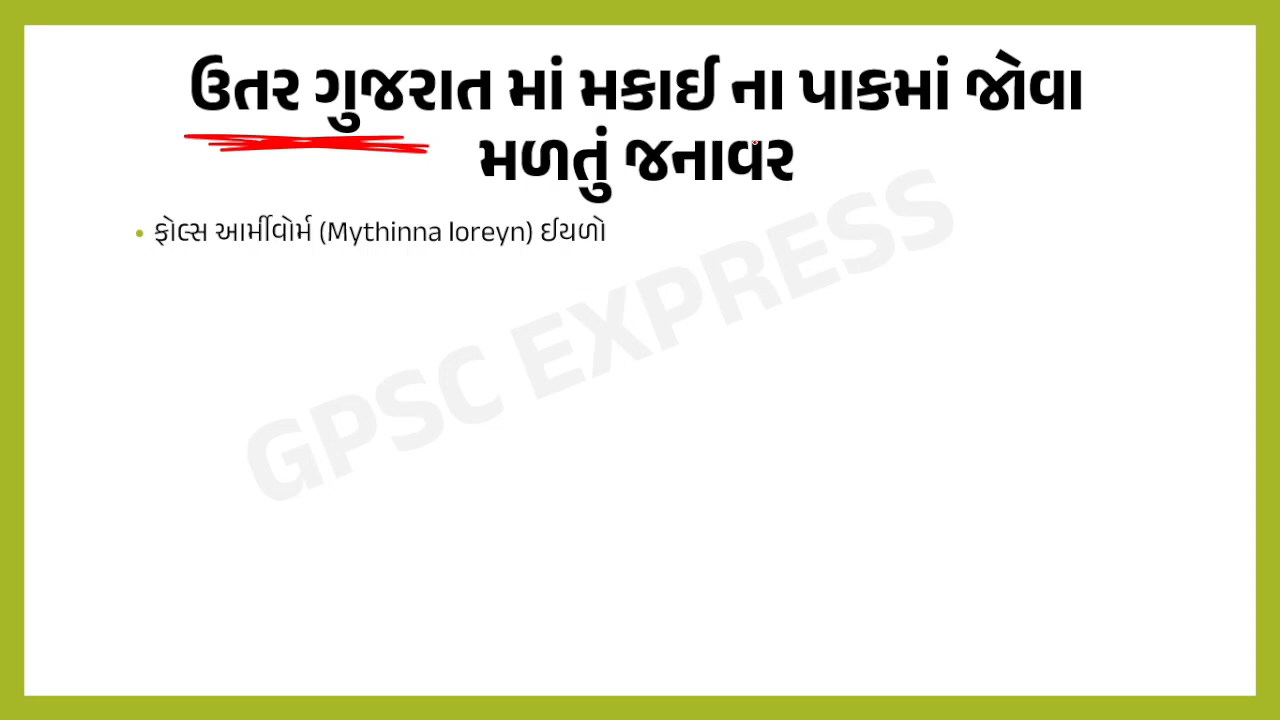 ઉતર ગુજરાત માં મકાઈ ના પાકમાં જોવા
મળતું જનાવર
ફોલ્સ આર્મીવોર્મ (Mythinna loreyn) ઈયળો
GPSC EXPRESS